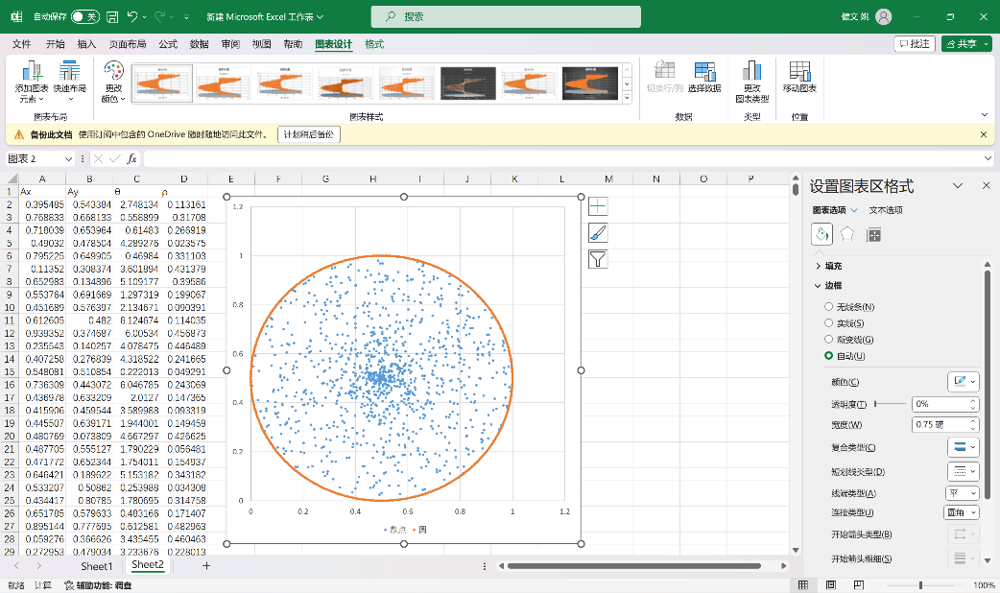 自动保存 关 新建 Microsoft Excel 工作表 搜索 健文 姚
文件 开始 插入 页面布局 公式 数据 审阅 视图 帮助 图表设计 格式 批注 共享
添加图表元素 快速布局 更改颜色 切换行/列 选择数据 更改图表类型 移动图表
图表布局 图表样式 数据 类型 位置
备份此文档 使用订阅中包含的 OneDrive 随时随地访问此文件。 计划稍后备份
图表 2 fx
A B C D E F G H I J K L M N O P
1 Ax Ay θ ρ
2 0.395485 0.543384 2.748134 0.113161
3 0.768833 0.668133 0.558899 0.31708
4 0.718039 0.653964 0.61483 0.266919
5 0.49032 0.478504 4.289276 0.023575
6 0.795225 0.649905 0.46984 0.331103
7 0.11352 0.308374 3.601894 0.431379
8 0.652983 0.134896 5.109177 0.39586
9 0.553764 0.691669 1.297319 0.199067
10 0.451689 0.576397 2.134671 0.090391
11 0.612605 0.482 6.124674 0.114035
12 0.939352 0.374687 6.00534 0.456873
13 0.235543 0.140257 4.078475 0.446489
14 0.407258 0.276839 4.318522 0.241665
15 0.548081 0.510854 0.222013 0.049291
16 0.736309 0.443072 6.046785 0.243069
17 0.436978 0.633209 2.0127 0.147365
18 0.415906 0.459544 3.589988 0.093319
19 0.445507 0.639171 1.944001 0.149459
20 0.480769 0.073809 4.667297 0.426625
21 0.487705 0.555127 1.790229 0.056481
22 0.471772 0.652344 1.754011 0.154937
23 0.646421 0.189622 5.153182 0.343182
24 0.533207 0.50862 0.253988 0.034308
25 0.434417 0.80785 1.780695 0.314758
26 0.651785 0.579633 0.483166 0.171407
27 0.895144 0.777695 0.612581 0.482963
28 0.059276 0.366626 3.435455 0.460463
29 0.272953 0.479034 3.233676 0.228013
1.2
1
0.8
0.6
0.4
0.2
0
0 0.2 0.4 0.6 0.8 1 1.2
散点 圆
设置图表区格式
图表选项 文本选项
填充
边框
无线条(N)
实线(S)
渐变线(G)
自动(U)
颜色(C)
透明度(T) 0%
宽度(W) 0.75 磅
复合类型(C)
短划线类型(D)
线端类型(A) 平
连接类型(J) 圆角
开始箭头类型(B)
开始箭头粗细(S)
Sheet1 Sheet2
就绪 计算 辅助功能: 调查 100%